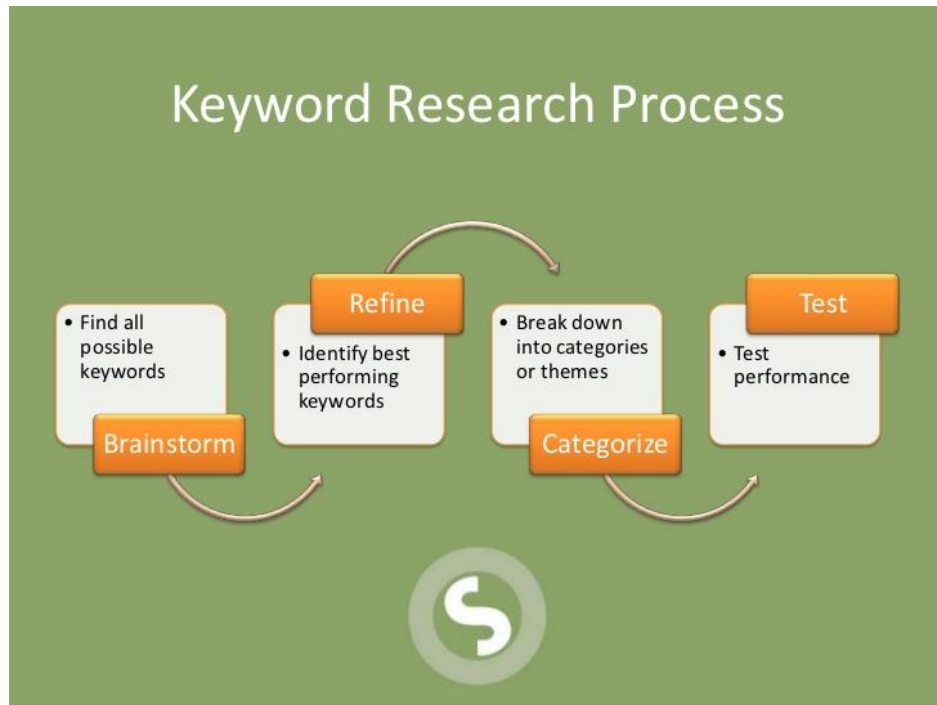 Keyword Research Process
• Find all
possible
keywords
Brainstorm
Refine
• Identify best
performing
keywords
• Break down
into categories
or themes
Categorize
Test
• Test
performance
S